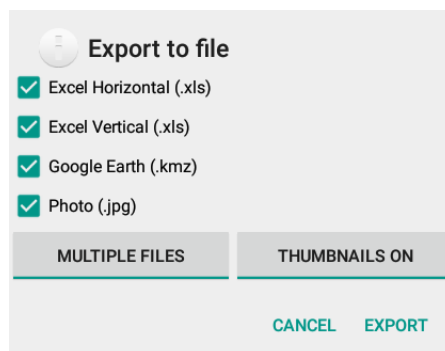 Export to file
Excel Horizontal (.xls)
Excel Vertical (.xls)
Google Earth (.kmz)
Photo (.jpg)
MULTIPLE FILES THUMBNAILS ON
CANCEL EXPORT